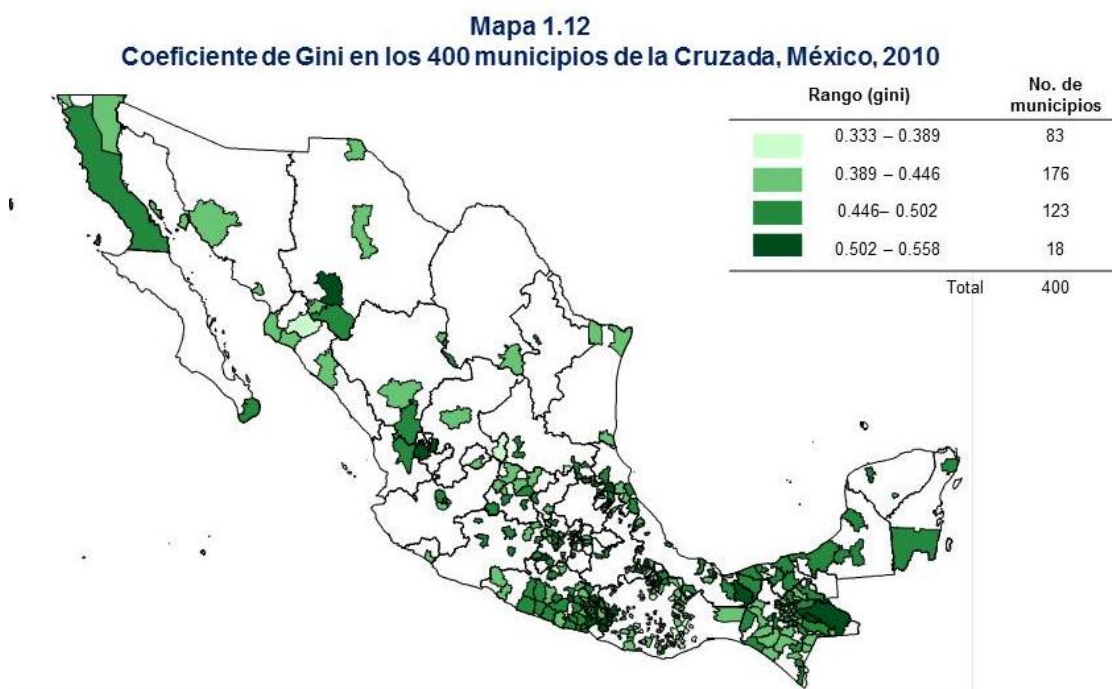 Mapa 1.12
Coeficiente de Gini en los 400 municipios de la Cruzada, México, 2010
Rango (gini) No. de municipios
0.333 – 0.389 83
0.389 – 0.446 176
0.446– 0.502 123
0.502 – 0.558 18
Total 400